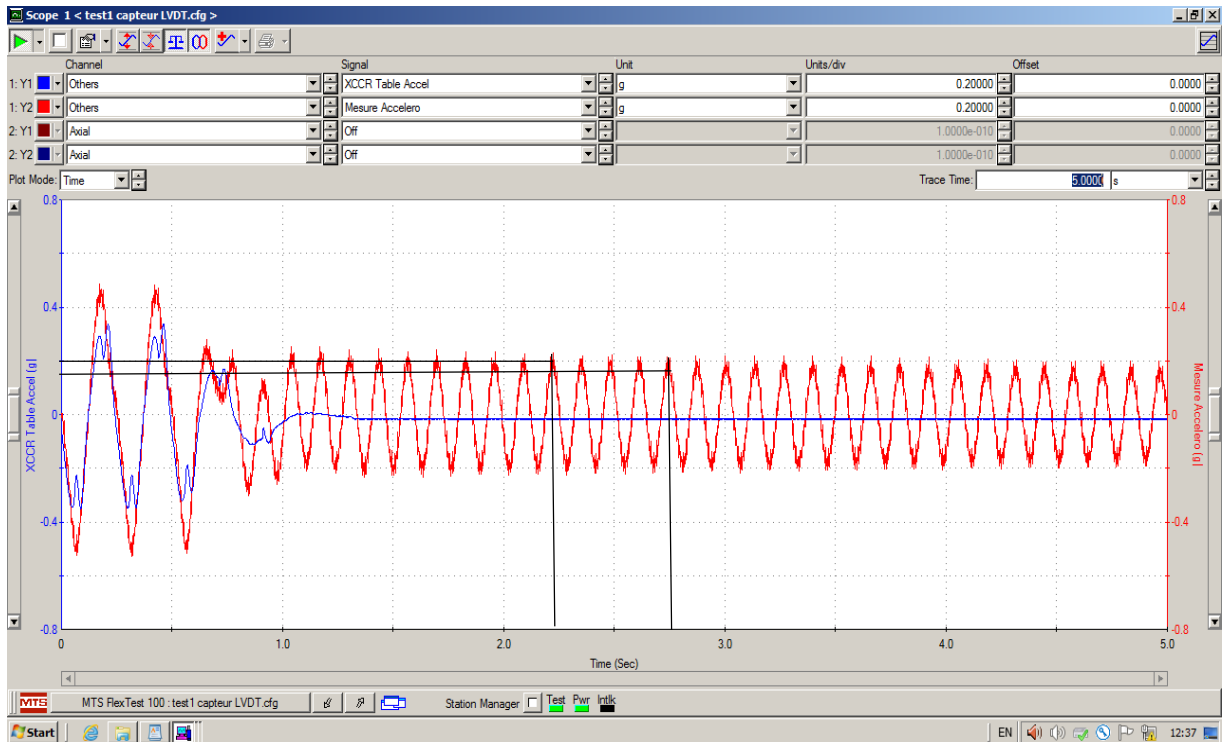 Scope 1 < test1 capteur LVDT.cfg >
Channel Signal Unit Units/div Offset
1: Y1 Others XCCR Table Accel g 0.20000 0.0000
1: Y2 Others Mesure Accelero g 0.20000 0.0000
2: Y1 Axial Off 1.0000e-010 0.0000
2: Y2 Axial Off 1.0000e-010 0.0000
Plot Mode: Time Trace Time: 5.0000 s
0.8 0.8
0.4 0.4
XCCR Table Accel (g)
Mesure Accelero (g)
0 0
-0.4 -0.4
-0.8 -0.8
0 1.0 2.0 3.0 4.0 5.0
Time (Sec)
MTS MTS FlexTest 100 : test1 capteur LVDT.cfg Station Manager Test Pwr Intlk
Start EN 12:37